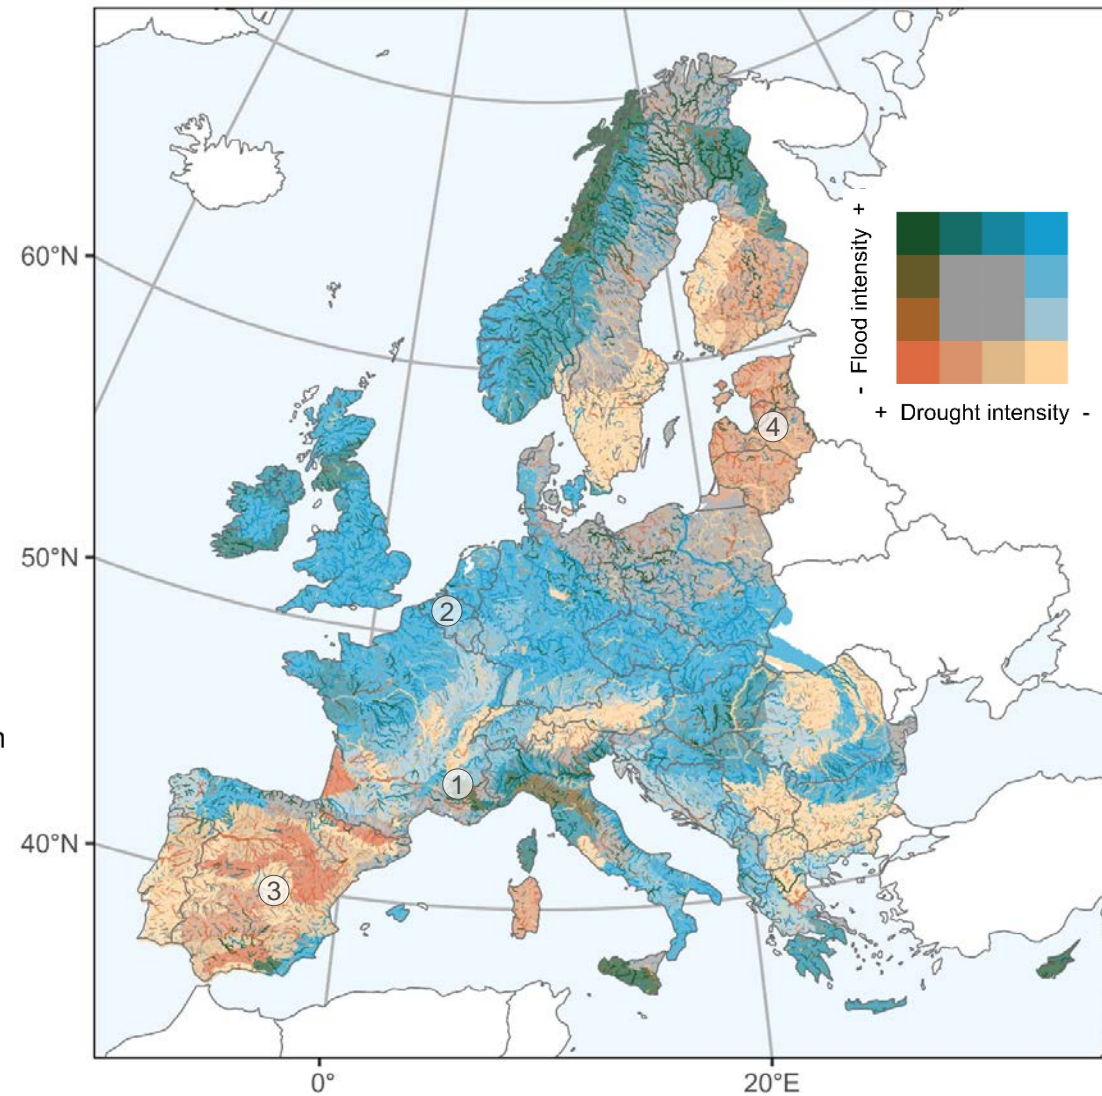 60°N
50°N
40°N
0°
20°E
- Flood intensity +
+ Drought intensity -
1
2
3
4
n